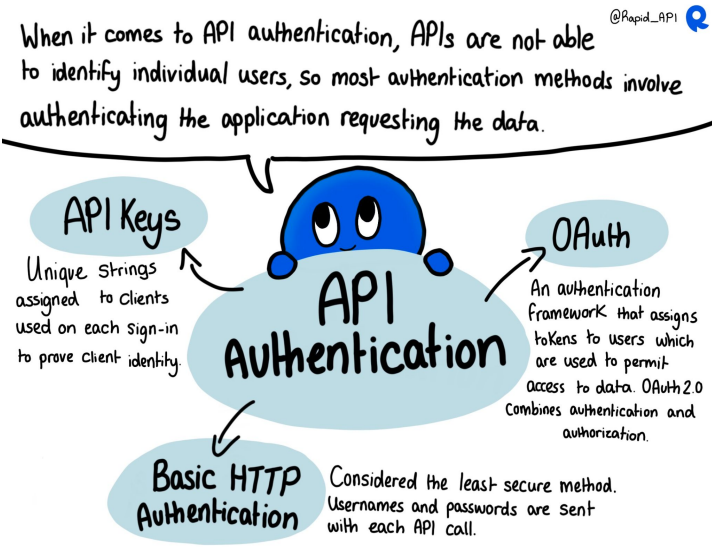 @Rapid_API
When it comes to API authentication, APIs are not able
to identify individual users, so most authentication methods involve
authenticating the application requesting the data.
API Keys
Unique strings
assigned to clients
used on each sign-in
to prove client identity.
OAuth
An authentication
framework that assigns
tokens to users which
are used to permit
access to data. OAuth2.0
Combines authentication and
authorization.
API
Authentication
Basic HTTP
Authentication
Considered the least secure method.
Usernames and passwords are sent
with each API call.